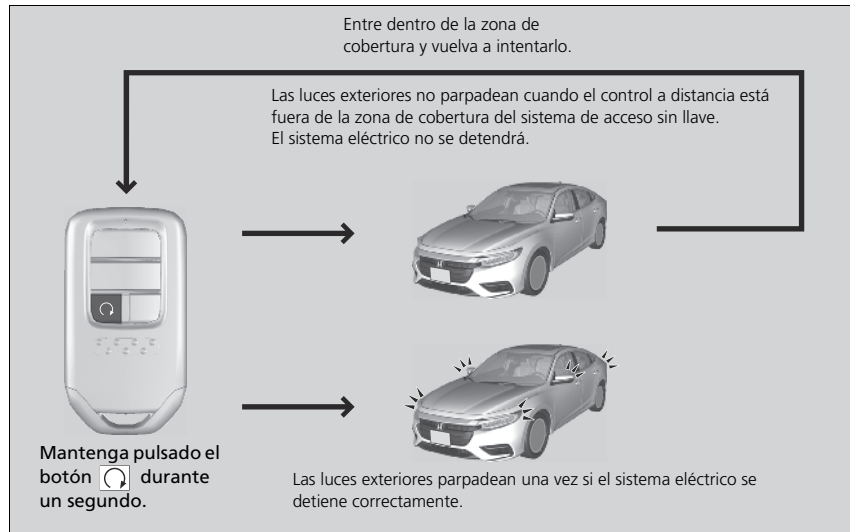 Entre dentro de la zona de
cobertura y vuelva a intentarlo.
Las luces exteriores no parpadean cuando el control a distancia está
fuera de la zona de cobertura del sistema de acceso sin llave.
El sistema eléctrico no se detendrá.
Mantenga pulsado el
botón durante
un segundo.
Las luces exteriores parpadean una vez si el sistema eléctrico se
detiene correctamente.